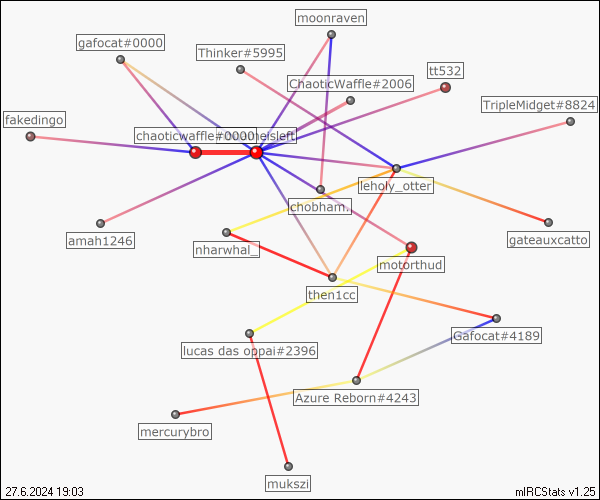 moonraven
gafocat#0000
Thinker#5995
tt532
ChaoticWaffle#2006
TripleMidget#8824
fakedingo
chaoticwaffle#0000
leholy_otter
chobham.
amah1246
nharwhal_
gateauxcatto
motorthud
then1cc
Gafocat#4189
lucas das oppai#2396
Azure Reborn#4243
mercurybro
mukszi
27.6.2024 19:03
mIRCStats v1.25